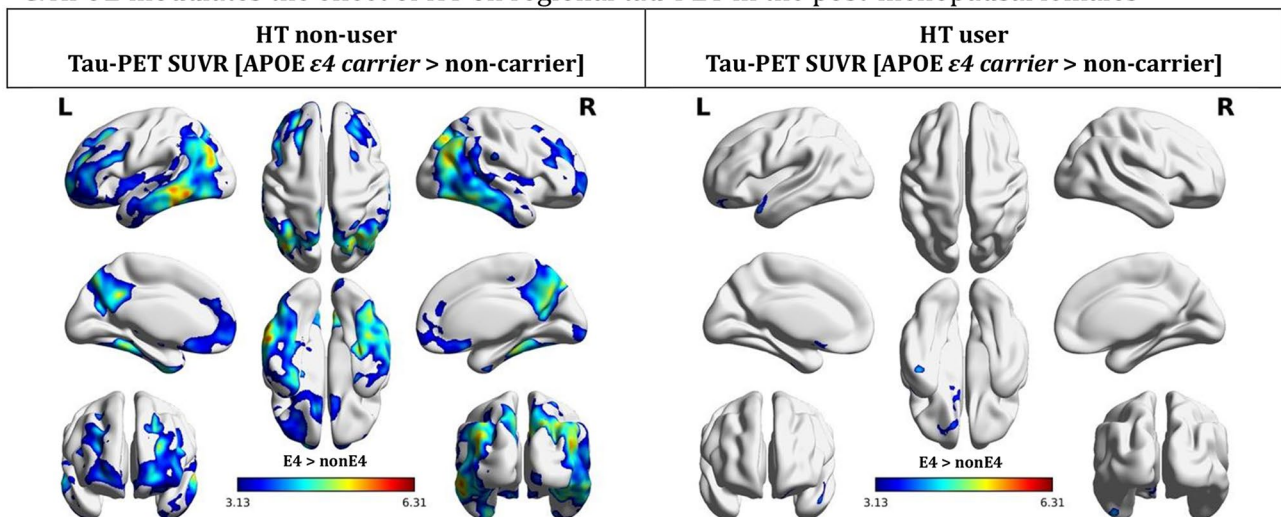 HT non-user
Tau-PET SUVR [APOE ε4 carrier > non-carrier]
HT user
Tau-PET SUVR [APOE ε4 carrier > non-carrier]
L
R
L
R
E4 > nonE4
3.13
6.31
E4 > nonE4
3.13
6.31